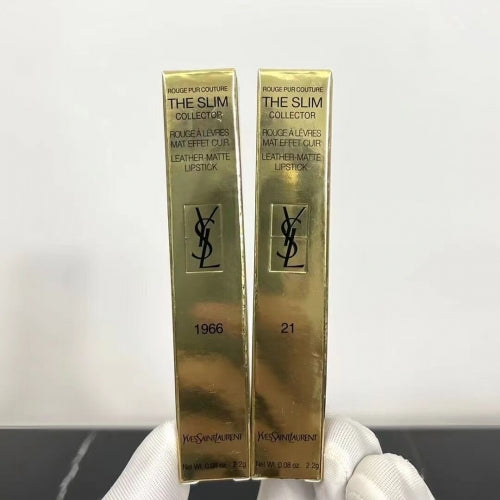 ROUGE PUR COUTURE
THE SLIM
COLLECTOR
ROUGE À LÈVRES
MAT EFFET CUIR
LEATHER-MATTE
LIPSTICK
YSL
1966
YVESSAINTLAURENT
Net Wt. 0.08 oz. 2.2g
ROUGE PUR COUTURE
THE SLIM
COLLECTOR
ROUGE À LÈVRES
MAT EFFET CUIR
LEATHER-MATTE
LIPSTICK
YSL
21
YVESSAINTLAURENT
Net Wt. 0.08 oz. 2.2g